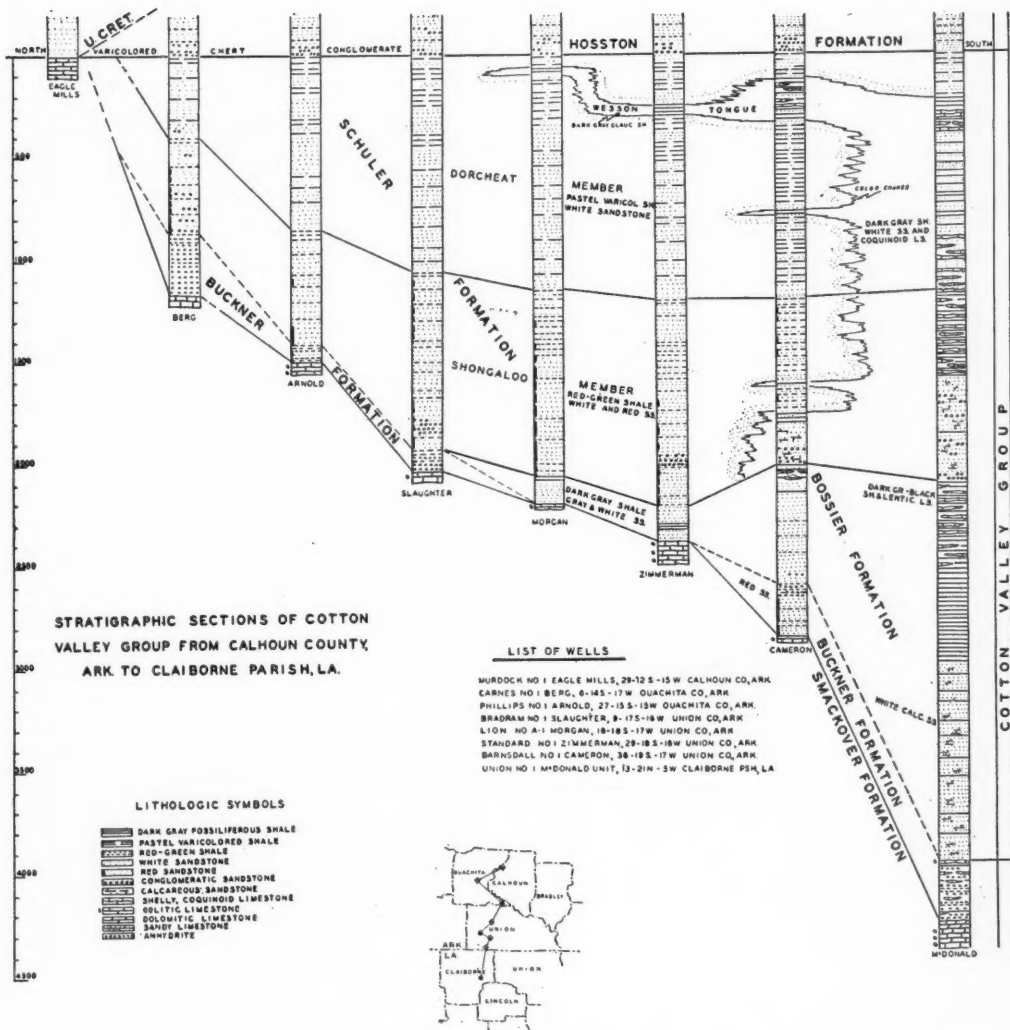 NORTH
U. CRET
VARICOLORED
CHERT
CONGLOMERATE
HOSSTON
FORMATION
SOUTH
EAGLE
MILLS
WESSON
TONGUE
DARK GRAY GLAUC. SH
SCHULER
DORCHEAT
MEMBER
PASTEL VARICOL SH.
WHITE SANDSTONE
COLOR CHANGE
DARK GRAY SH.
WHITE SS. AND
COQUINOID LS.
500
1000
1500
2000
2500
3000
3500
4000
4500
BERG
BUCKNER
FORMATION
ARNOLD
FORMATION
SHONGALOO
MEMBER
RED-GREEN SHALE
WHITE AND RED SS.
SLAUGHTER
MORGAN
DARK GRAY SHALE
GRAY & WHITE SS.
ZIMMERMAN
RED SS.
CAMERON
BOSSIER FORMATION
DARK GR-BLACK
SH & LENTIC. LS.
WHITE CALC. SS.
BUCKNER FORMATION
SMACKOVER FORMATION
McDONALD
COTTON VALLEY GROUP
STRATIGRAPHIC SECTIONS OF COTTON
VALLEY GROUP FROM CALHOUN COUNTY,
ARK. TO CLAIBORNE PARISH, LA.
LIST OF WELLS
MURDOCK NO 1 EAGLE MILLS, 29-12 S-15 W CALHOUN CO, ARK
CARNES NO 1 BERG, 6-14 S-17 W OUACHITA CO, ARK
PHILLIPS NO 1 ARNOLD, 27-15 S-15 W OUACHITA CO, ARK.
BRADHAM NO 1 SLAUGHTER, 9-17 S-16 W UNION CO, ARK
LION NO A-1 MORGAN, 18-18 S-17 W UNION CO, ARK
STANDARD NO 1 ZIMMERMAN, 29-18 S-16 W UNION CO, ARK.
BARNSDALL NO 1 CAMERON, 36-19 S-17 W UNION CO, ARK
UNION NO 1 McDONALD UNIT, 13-21 N-5 W CLAIBORNE PSH, LA.
LITHOLOGIC SYMBOLS
DARK GRAY FOSSILIFEROUS SHALE
PASTEL VARICOLORED SHALE
RED-GREEN SHALE
WHITE SANDSTONE
RED SANDSTONE
CONGLOMERATIC SANDSTONE
CALCAREOUS SANDSTONE
SHELLY, COQUINOID LIMESTONE
OOLITIC LIMESTONE
DOLOMITIC LIMESTONE
SANDY LIMESTONE
ANHYDRITE
OUACHITA
CALHOUN
BRADLEY
UNION
ARK
LA.
CLAIBORNE
UNION
LINCOLN